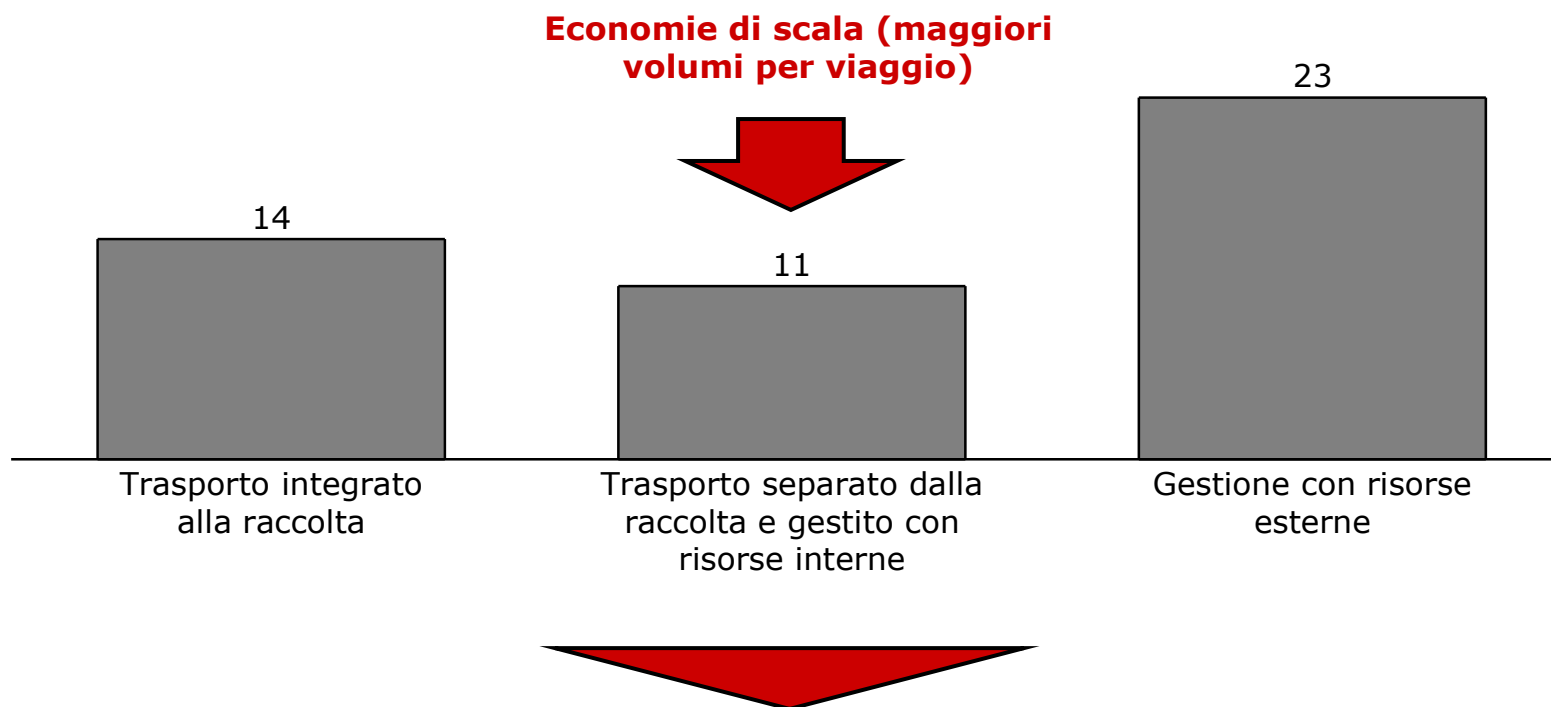 Economie di scala (maggiori
volumi per viaggio)
23
14
11
Trasporto integrato
alla raccolta
Trasporto separato dalla
raccolta e gestito con
risorse interne
Gestione con risorse
esterne